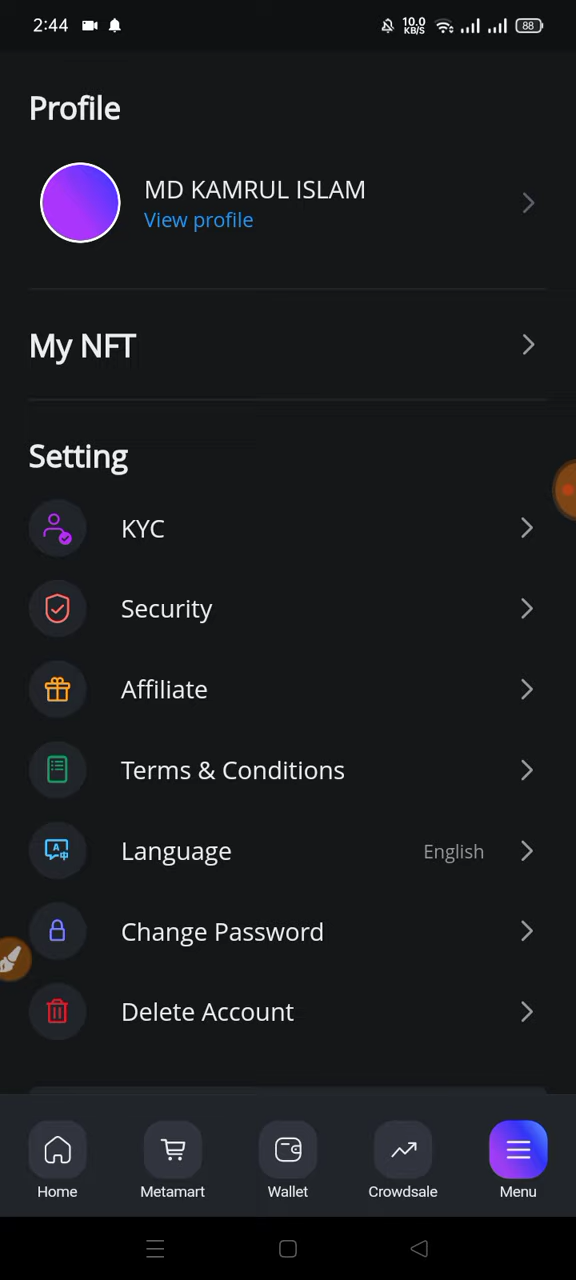 2:44
10.0
KB/S
88
Profile
MD KAMRUL ISLAM
View profile
My NFT
Setting
KYC
Security
Affiliate
Terms & Conditions
Language English
Change Password
Delete Account
Home Metamart Wallet Crowdsale Menu